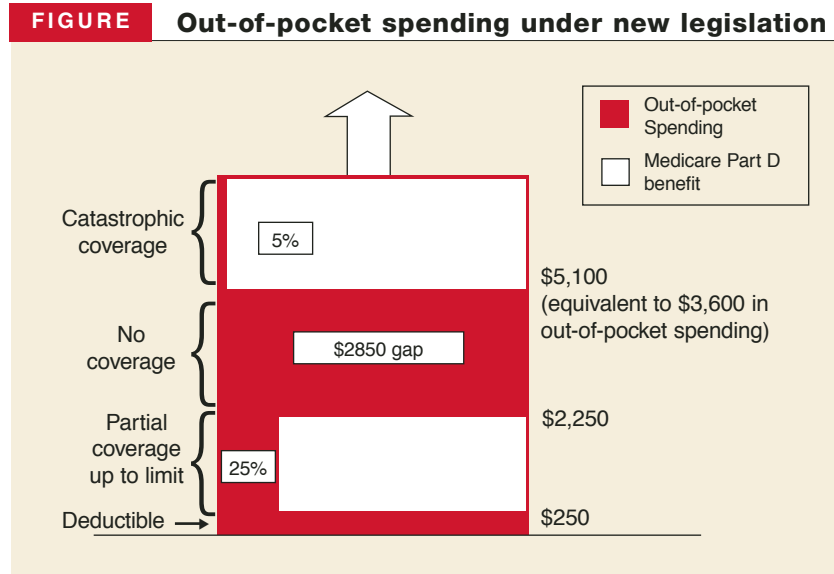 FIGURE
Out-of-pocket spending under new legislation
Out-of-pocket
Spending
Medicare Part D
benefit
Catastrophic
coverage
5%
$5,100
(equivalent to $3,600 in
out-of-pocket spending)
No
coverage
$2850 gap
$2,250
Partial
coverage
up to limit
25%
Deductible
$250